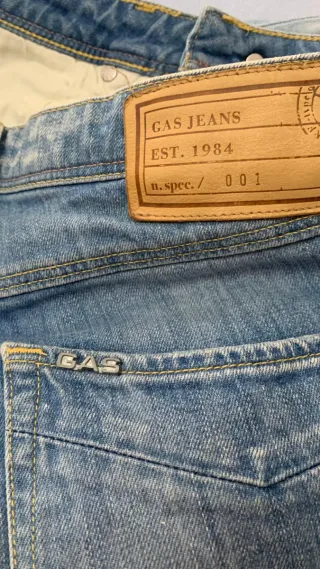 GAS JEANS
EST. 1984
n.spec./ 001
GAS